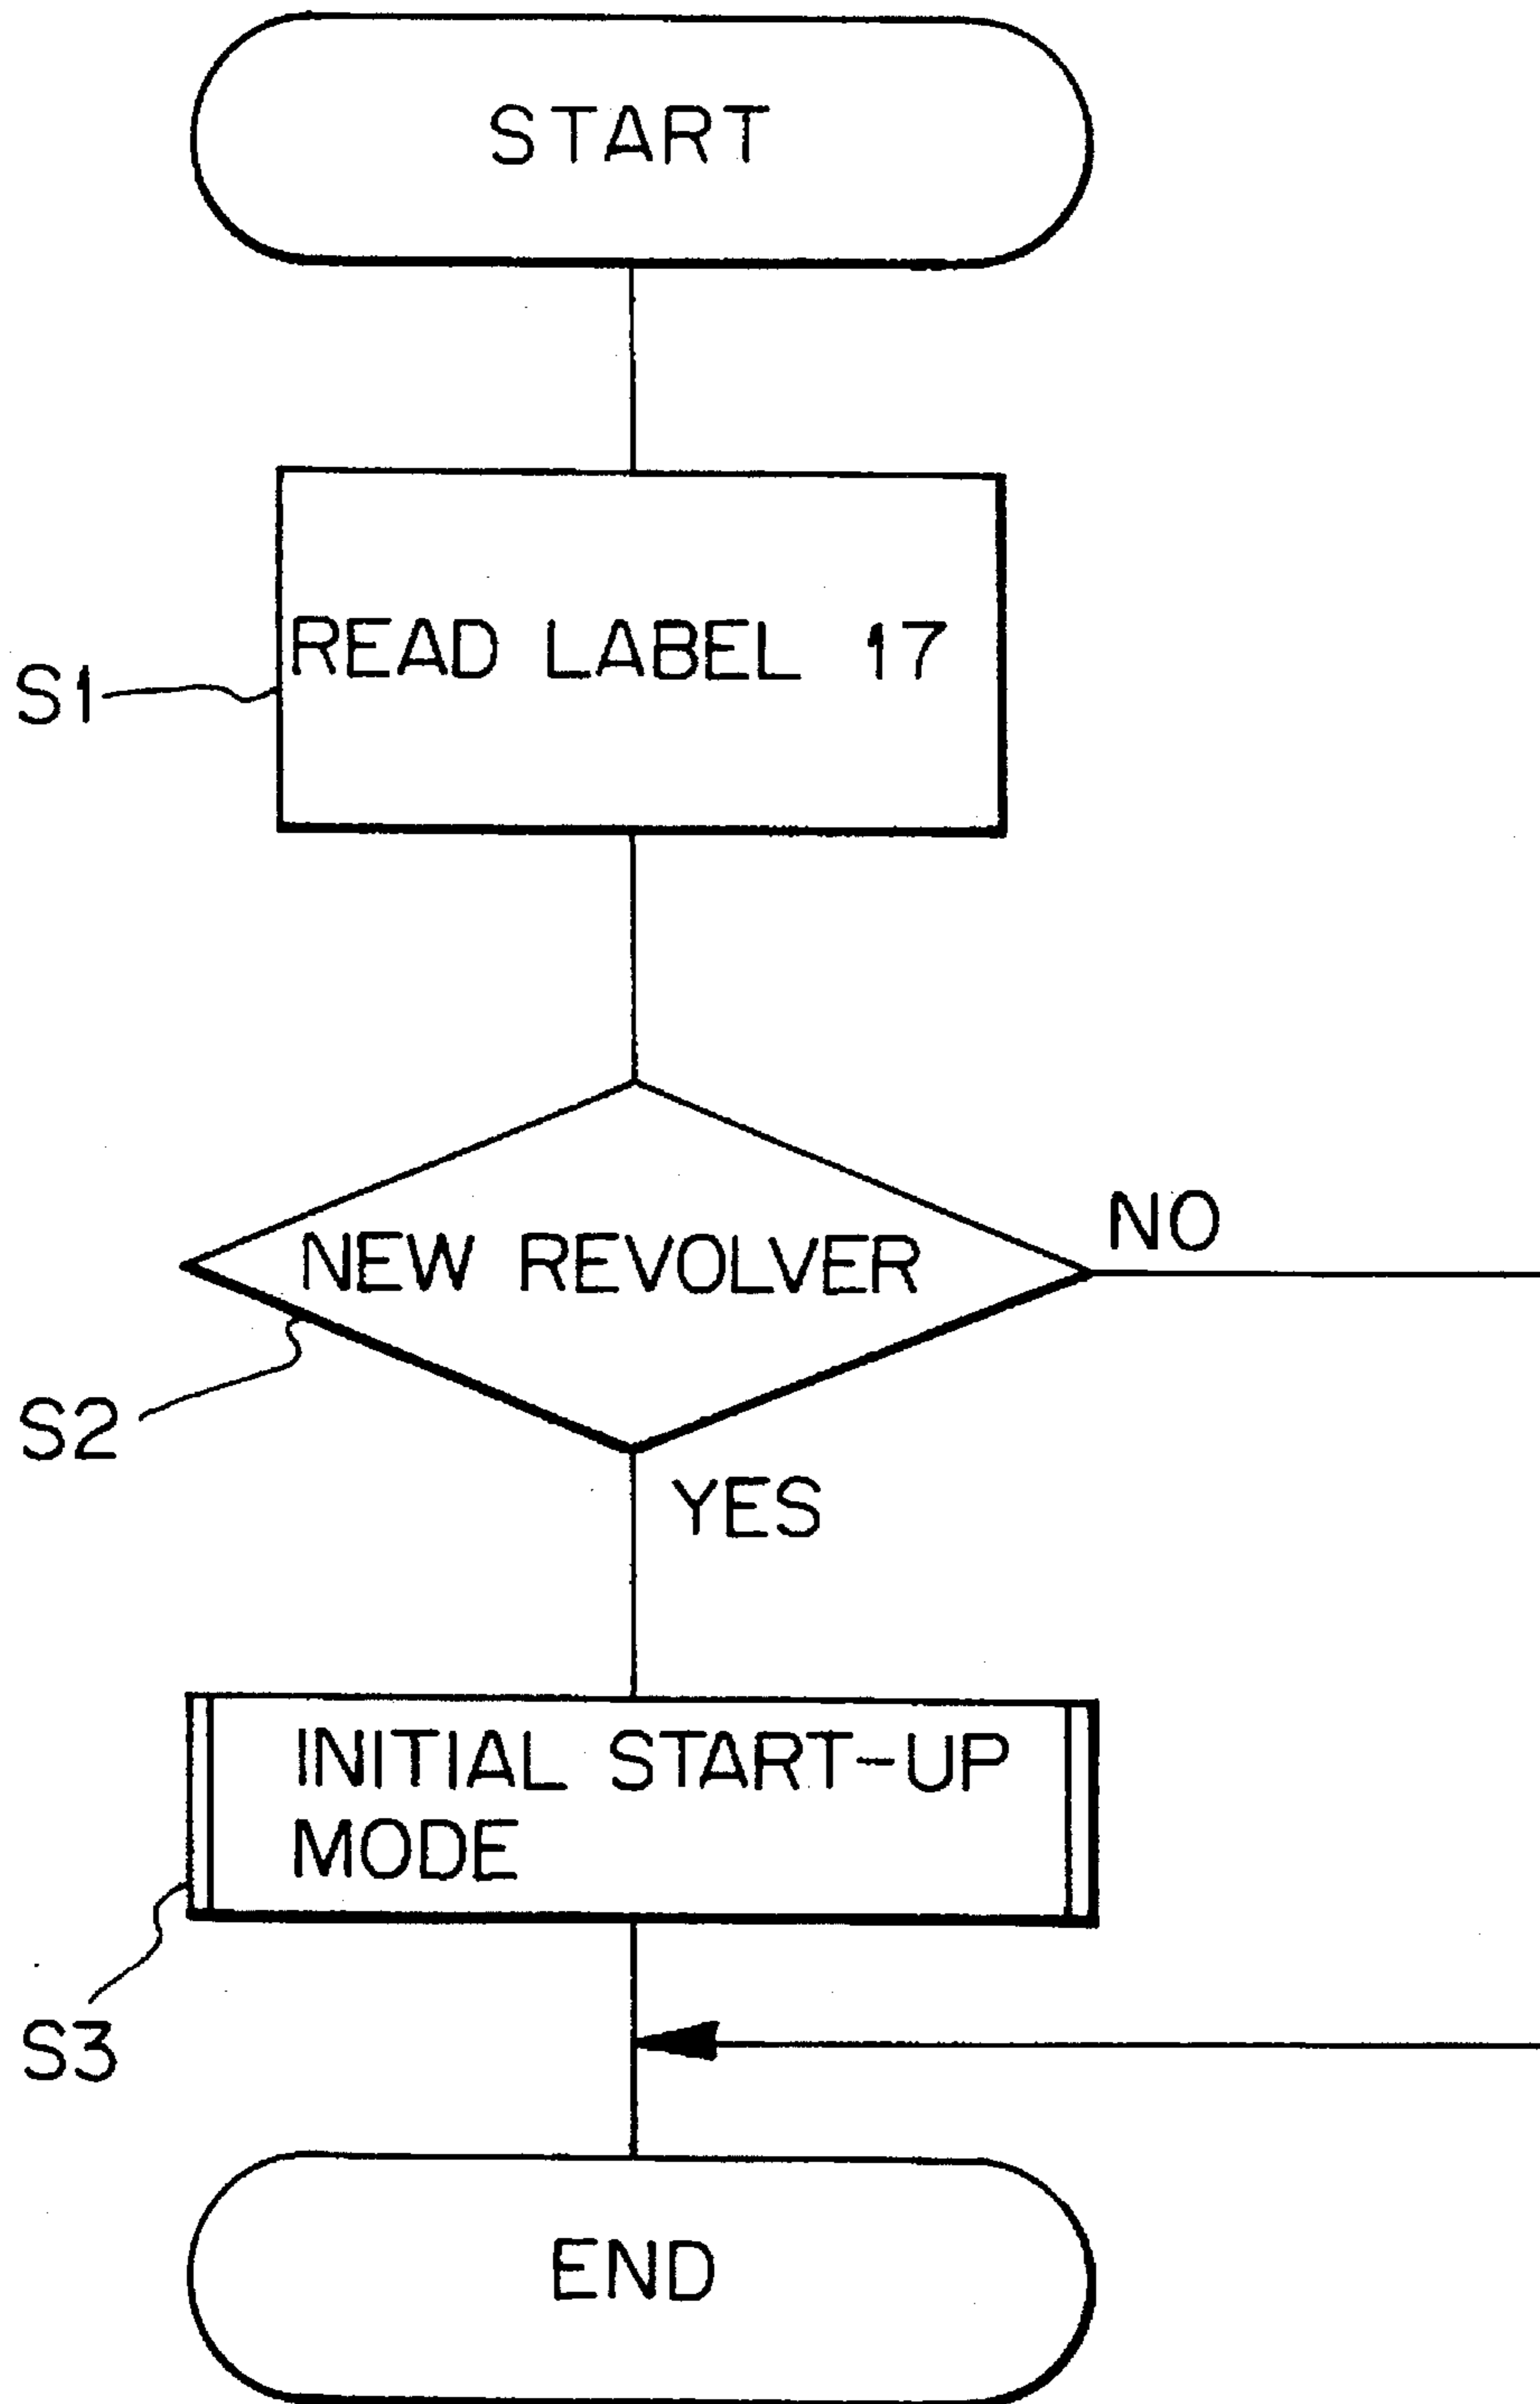 START
READ LABEL 17
S1
NEW REVOLVER
NO
S2
YES
INITIAL START-UP
MODE
S3
END